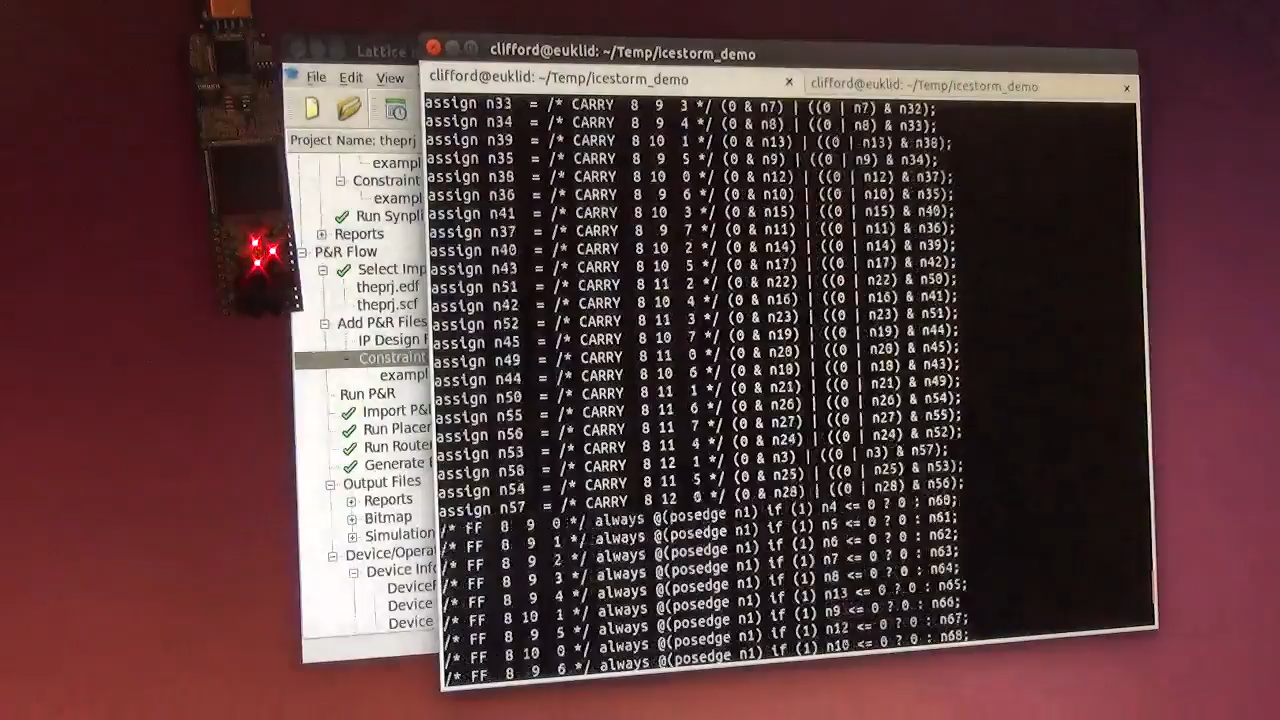 Lattice
File Edit View
Project Name: theprj
exampl
Constraint
exampl
Run Synpli
Reports
P&R Flow
Select Imp
theprj.edf
theprj.scf
Add P&R Files
IP Design F
Constraint
exampl
Run P&R
Import P&
Run Placer
Run Route
Generate
Output Files
Reports
Bitmap
Simulation
Device/Opera
Device Info
Device
Device
Device
clifford@euklid: ~/Temp/icestorm_demo
clifford@euklid: ~/Temp/icestorm_demo × clifford@euklid: ~/Temp/icestorm_demo ×
assign n33 = /* CARRY 8 9 3 */ (0 & n7) | ((0 | n7) & n32);
assign n34 = /* CARRY 8 9 4 */ (0 & n8) | ((0 | n8) & n33);
assign n39 = /* CARRY 8 10 1 */ (0 & n13) | ((0 | n13) & n38);
assign n35 = /* CARRY 8 9 5 */ (0 & n9) | ((0 | n9) & n34);
assign n38 = /* CARRY 8 10 0 */ (0 & n12) | ((0 | n12) & n37);
assign n36 = /* CARRY 8 9 6 */ (0 & n10) | ((0 | n10) & n35);
assign n41 = /* CARRY 8 10 3 */ (0 & n15) | ((0 | n15) & n40);
assign n37 = /* CARRY 8 9 7 */ (0 & n11) | ((0 | n11) & n36);
assign n40 = /* CARRY 8 10 2 */ (0 & n14) | ((0 | n14) & n39);
assign n43 = /* CARRY 8 10 5 */ (0 & n17) | ((0 | n17) & n42);
assign n51 = /* CARRY 8 11 2 */ (0 & n22) | ((0 | n22) & n50);
assign n42 = /* CARRY 8 10 4 */ (0 & n16) | ((0 | n16) & n41);
assign n52 = /* CARRY 8 11 3 */ (0 & n23) | ((0 | n23) & n51);
assign n45 = /* CARRY 8 10 7 */ (0 & n19) | ((0 | n19) & n44);
assign n49 = /* CARRY 8 11 0 */ (0 & n20) | ((0 | n20) & n45);
assign n44 = /* CARRY 8 10 6 */ (0 & n18) | ((0 | n18) & n43);
assign n50 = /* CARRY 8 11 1 */ (0 & n21) | ((0 | n21) & n49);
assign n55 = /* CARRY 8 11 6 */ (0 & n26) | ((0 | n26) & n54);
assign n56 = /* CARRY 8 11 7 */ (0 & n27) | ((0 | n27) & n55);
assign n53 = /* CARRY 8 11 4 */ (0 & n24) | ((0 | n24) & n52);
assign n58 = /* CARRY 8 12 1 */ (0 & n3) | ((0 | n3) & n57);
assign n54 = /* CARRY 8 11 5 */ (0 & n25) | ((0 | n25) & n53);
assign n57 = /* CARRY 8 12 0 */ (0 & n28) | ((0 | n28) & n56);
/* FF 8 9 0 */ always @(posedge n1) if (1) n4 <= 0 ? 0 : n60;
/* FF 8 9 1 */ always @(posedge n1) if (1) n5 <= 0 ? 0 : n61;
/* FF 8 9 2 */ always @(posedge n1) if (1) n6 <= 0 ? 0 : n62;
/* FF 8 9 3 */ always @(posedge n1) if (1) n7 <= 0 ? 0 : n63;
/* FF 8 9 4 */ always @(posedge n1) if (1) n8 <= 0 ? 0 : n64;
/* FF 8 10 1 */ always @(posedge n1) if (1) n13 <= 0 ? 0 : n65;
/* FF 8 9 5 */ always @(posedge n1) if (1) n9 <= 0 ? 0 : n66;
/* FF 8 10 0 */ always @(posedge n1) if (1) n12 <= 0 ? 0 : n67;
/* FF 8 9 6 */ always @(posedge n1) if (1) n10 <= 0 ? 0 : n68;